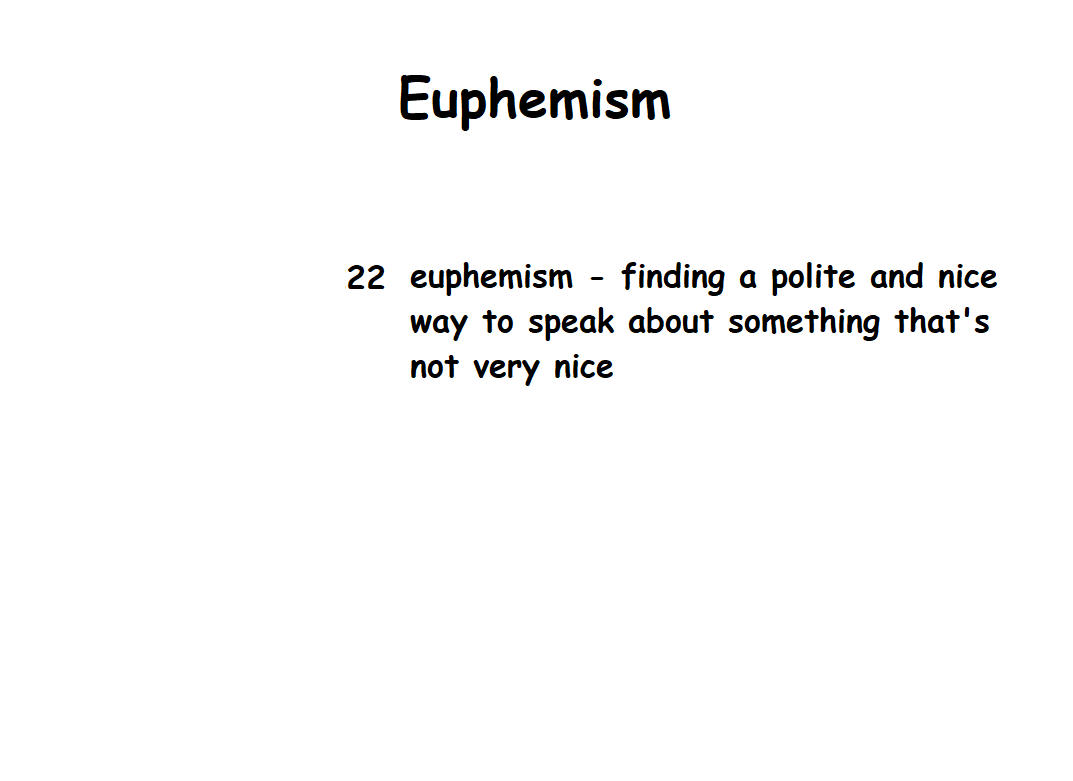 Euphemism
22 euphemism - finding a polite and nice
way to speak about something that's
not very nice